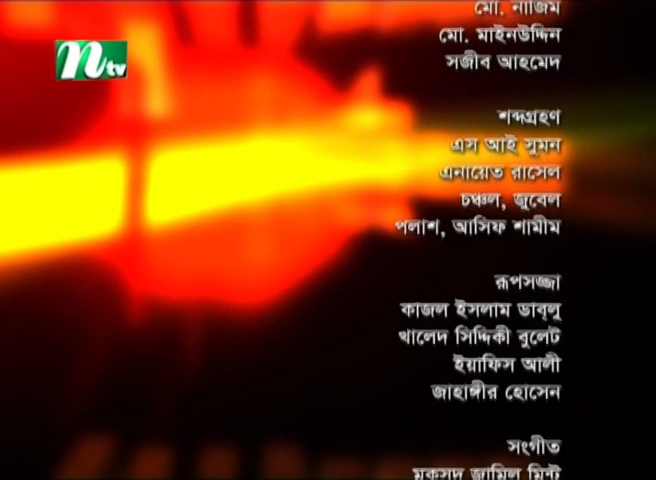 মো. নাজিম
ntv
মো. মাইনউদ্দিন
সজীব আহমেদ
শব্দগ্রহণ
এস আই সুমন
এনায়েত রাসেল
চঞ্চল, জুবেল
পলাশ, আসিফ শামীম
রূপসজ্জা
কাজল ইসলাম ডাব্লু
খালেদ সিদ্দিকী বুলেট
ইয়াফিস আলী
জাহাঙ্গীর হোসেন
সংগীত
মকসুদ জামিল মিন্টু